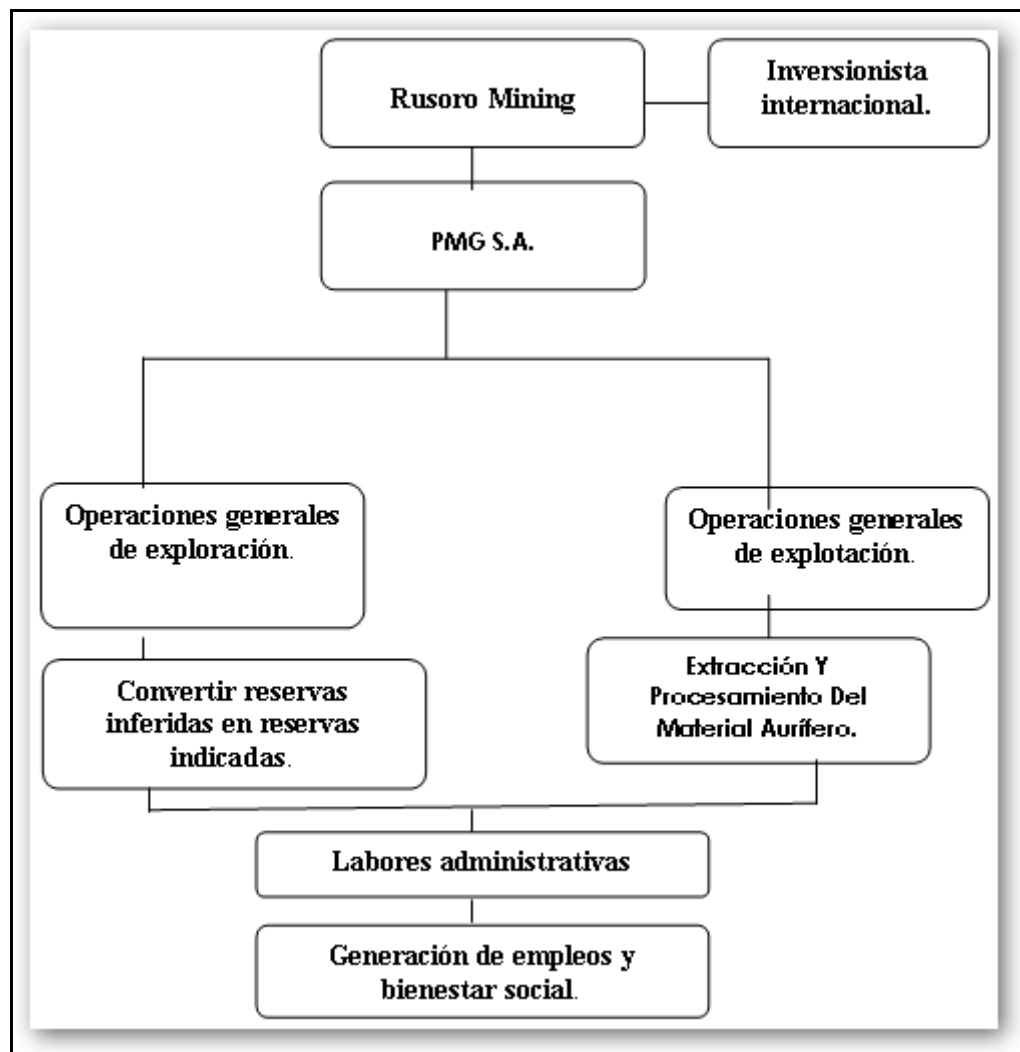 Rusoro Mining
Inversionista
internacional.
PMG S.A.
Operaciones generales
de exploración.
Operaciones generales
de explotación.
Convertir reservas
inferidas en reservas
indicadas.
Extracción Y
Procesamiento Del
Material Aurífero.
Labores administrativas
Generación de empleos y
bienestar social.